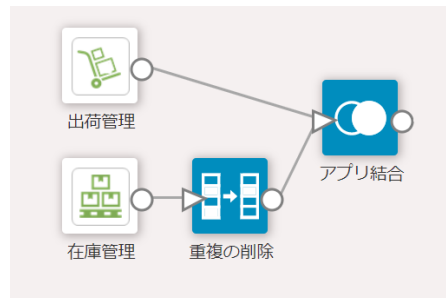 出荷管理
アプリ結合
在庫管理
重複の削除